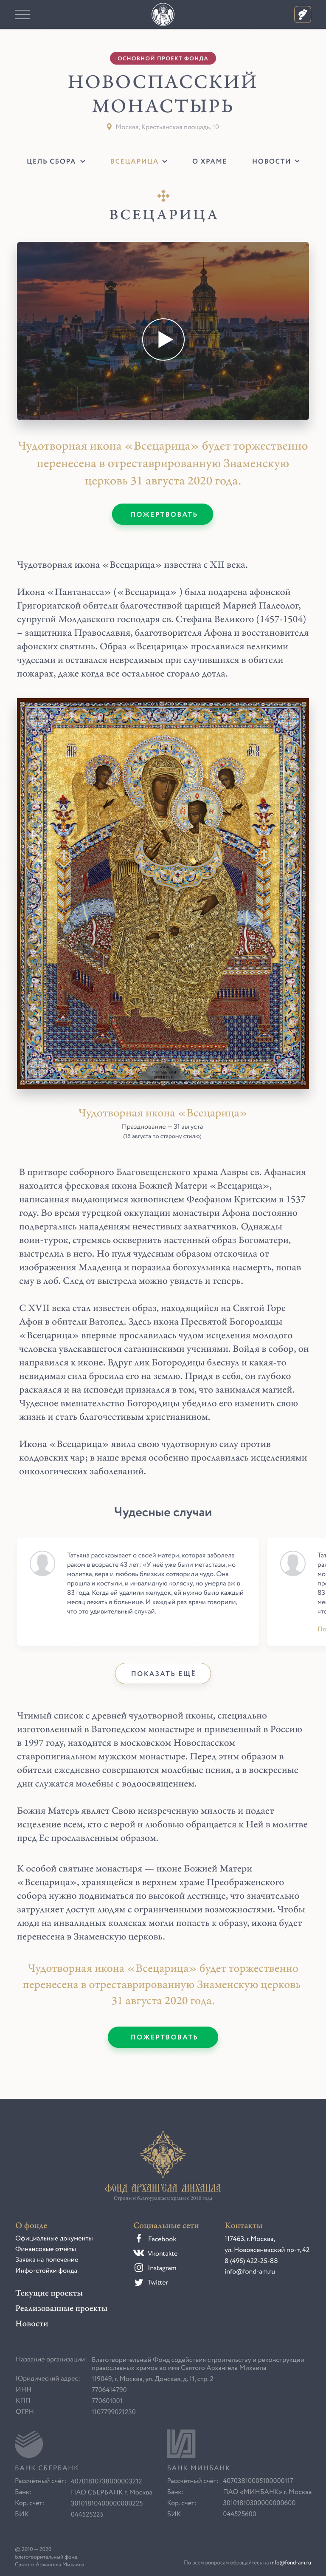 ОСНОВНОЙ ПРОЕКТ ФОНДА
НОВОСПАССКИЙ
МОНАСТЫРЬ
Москва, Крестьянская площадь, 10
ЦЕЛЬ СБОРА
ВСЕЦАРИЦА
О ХРАМЕ
НОВОСТИ
ВСЕЦАРИЦА
Чудотворная икона «Всецарица» будет торжественно
перенесена в отреставрированную Знаменскую
церковь 31 августа 2020 года.
ПОЖЕРТВОВАТЬ
Чудотворная икона «Всецарица» известна с XII века.
Икона «Пантанасса» («Всецарица» ) была подарена афонской
Григориатской обители благочестивой царицей Марией Палеолог,
супругой Молдавского господаря св. Стефана Великого (1457-1504)
– защитника Православия, благотворителя Афона и восстановителя
афонских святынь. Образ «Всецарицы» прославился великими
чудесами и оставался невредимым при случившихся в обители
пожарах, даже когда все остальное сгорало дотла.
Чудотворная икона «Всецарица»
Празднование — 31 августа
(18 августа по старому стилю)
В притворе соборного Благовещенского храма Лавры св. Афанасия
находится фресковая икона Божией Матери «Всецарица»,
написанная выдающимся живописцем Феофаном Критским в 1537
году. Во время турецкой оккупации монастыри Афона постоянно
подвергались нападениям нечестивых захватчиков. Однажды
воин-турок, стремясь осквернить настенный образ Богоматери,
выстрелил в него. Но пуля чудесным образом отскочила от
изображения Младенца и поразила богохульника насмерть, попав
ему в лоб. След от выстрела можно увидеть и теперь.
С XVII века стал известен образ, находящийся на Святой Горе
Афон в обители Ватопед. Здесь икона Пресвятой Богородицы
«Всецарица» впервые прославилась чудом исцеления молодого
человека увлекавшегося сатанинскими учениями. Войдя в собор, он
направился к иконе. Вдруг лик Богородицы блеснул и какая-то
невидимая сила бросила его на землю. Придя в себя, он глубоко
раскаялся и на исповеди признался в том, что занимался магией.
Чудесное вмешательство Богородицы убедило его изменить свою
жизнь и стать благочестивым христианином.
Икона «Всецарица» явила свою чудотворную силу против
колдовских чар; в наше время особенно прославилась исцелениями
онкологических заболеваний.
Чудесные случаи
Татьяна рассказывает о своей матери, которая заболела
раком в возрасте 43 лет: «У неё уже были метастазы, но
молитва, вера и любовь близких сотворили чудо. Она
прошла и костыли, и инвалидную коляску, но умерла аж в
83 года. Когда ей удалили желудок, ей нужно было каждый
месяц лежать в больнице. И каждый раз врачи говорили,
что это удивительный случай.
ПОКАЗАТЬ ЕЩЁ
Чтимый список с древней чудотворной иконы, специально
изготовленный в Ватопедском монастыре и привезенный в Россию
в 1997 году, находится в московском Новоспасском
ставропигиальном мужском монастыре. Перед этим образом в
обители ежедневно совершаются молебные пения, а в воскресные
дни служатся молебны с водоосвящением.
Божия Матерь являет Свою неизреченную милость и подает
исцеление всем, кто с верой и любовью обращается к Ней в молитве
пред Ее прославленным образом.
К особой святыне монастыря — иконе Божией Матери
«Всецарица», хранящейся в верхнем храме Преображенского
собора нужно подниматься по высокой лестнице, что значительно
затрудняет доступ людям с ограниченными возможностями. Чтобы
люди на инвалидных колясках могли попасть к образу, икона будет
перенесена в Знаменскую церковь.
Чудотворная икона «Всецарица» будет торжественно
перенесена в отреставрированную Знаменскую церковь
31 августа 2020 года.
ПОЖЕРТВОВАТЬ
ФОНД АРХАНГЕЛА МИХАИЛА
Строим и благоукрашаем храмы с 2010 года
О фонде
Официальные документы
Финансовые отчёты
Заявка на попечение
Инфо-стойки фонда
Текущие проекты
Реализованные проекты
Новости
Социальные сети
Facebook
Vkontakte
Instagram
Twitter
Контакты
117463, г.Москва,
ул. Новоясеневский пр-т, 42
8 (495) 422-25-88
info@fond-am.ru
Название организации: Благотворительный Фонд содействия строительству и реконструкции
православных храмов во имя Святого Архангела Михаила
Юридический адрес: 119049, г. Москва, ул. Донская, д. 11, стр. 2
ИНН 7706414790
КПП 770601001
ОГРН 1107799021230
БАНК СБЕРБАНК
Рассчётный счёт: 40701810738000003212
Банк: ПАО СБЕРБАНК г. Москва
Кор. счёт: 30101810400000000225
БИК 044525225
БАНК МИНБАНК
Рассчётный счёт: 40703810005100000117
Банк: ПАО «МИНБАНК» г. Москва
Кор. счёт: 30101810300000000600
БИК 044525600
© 2010 – 2020
Благотворительный фонд
Святого Архангела Михаила
По всем вопросам обращайтесь на info@fond-am.ru